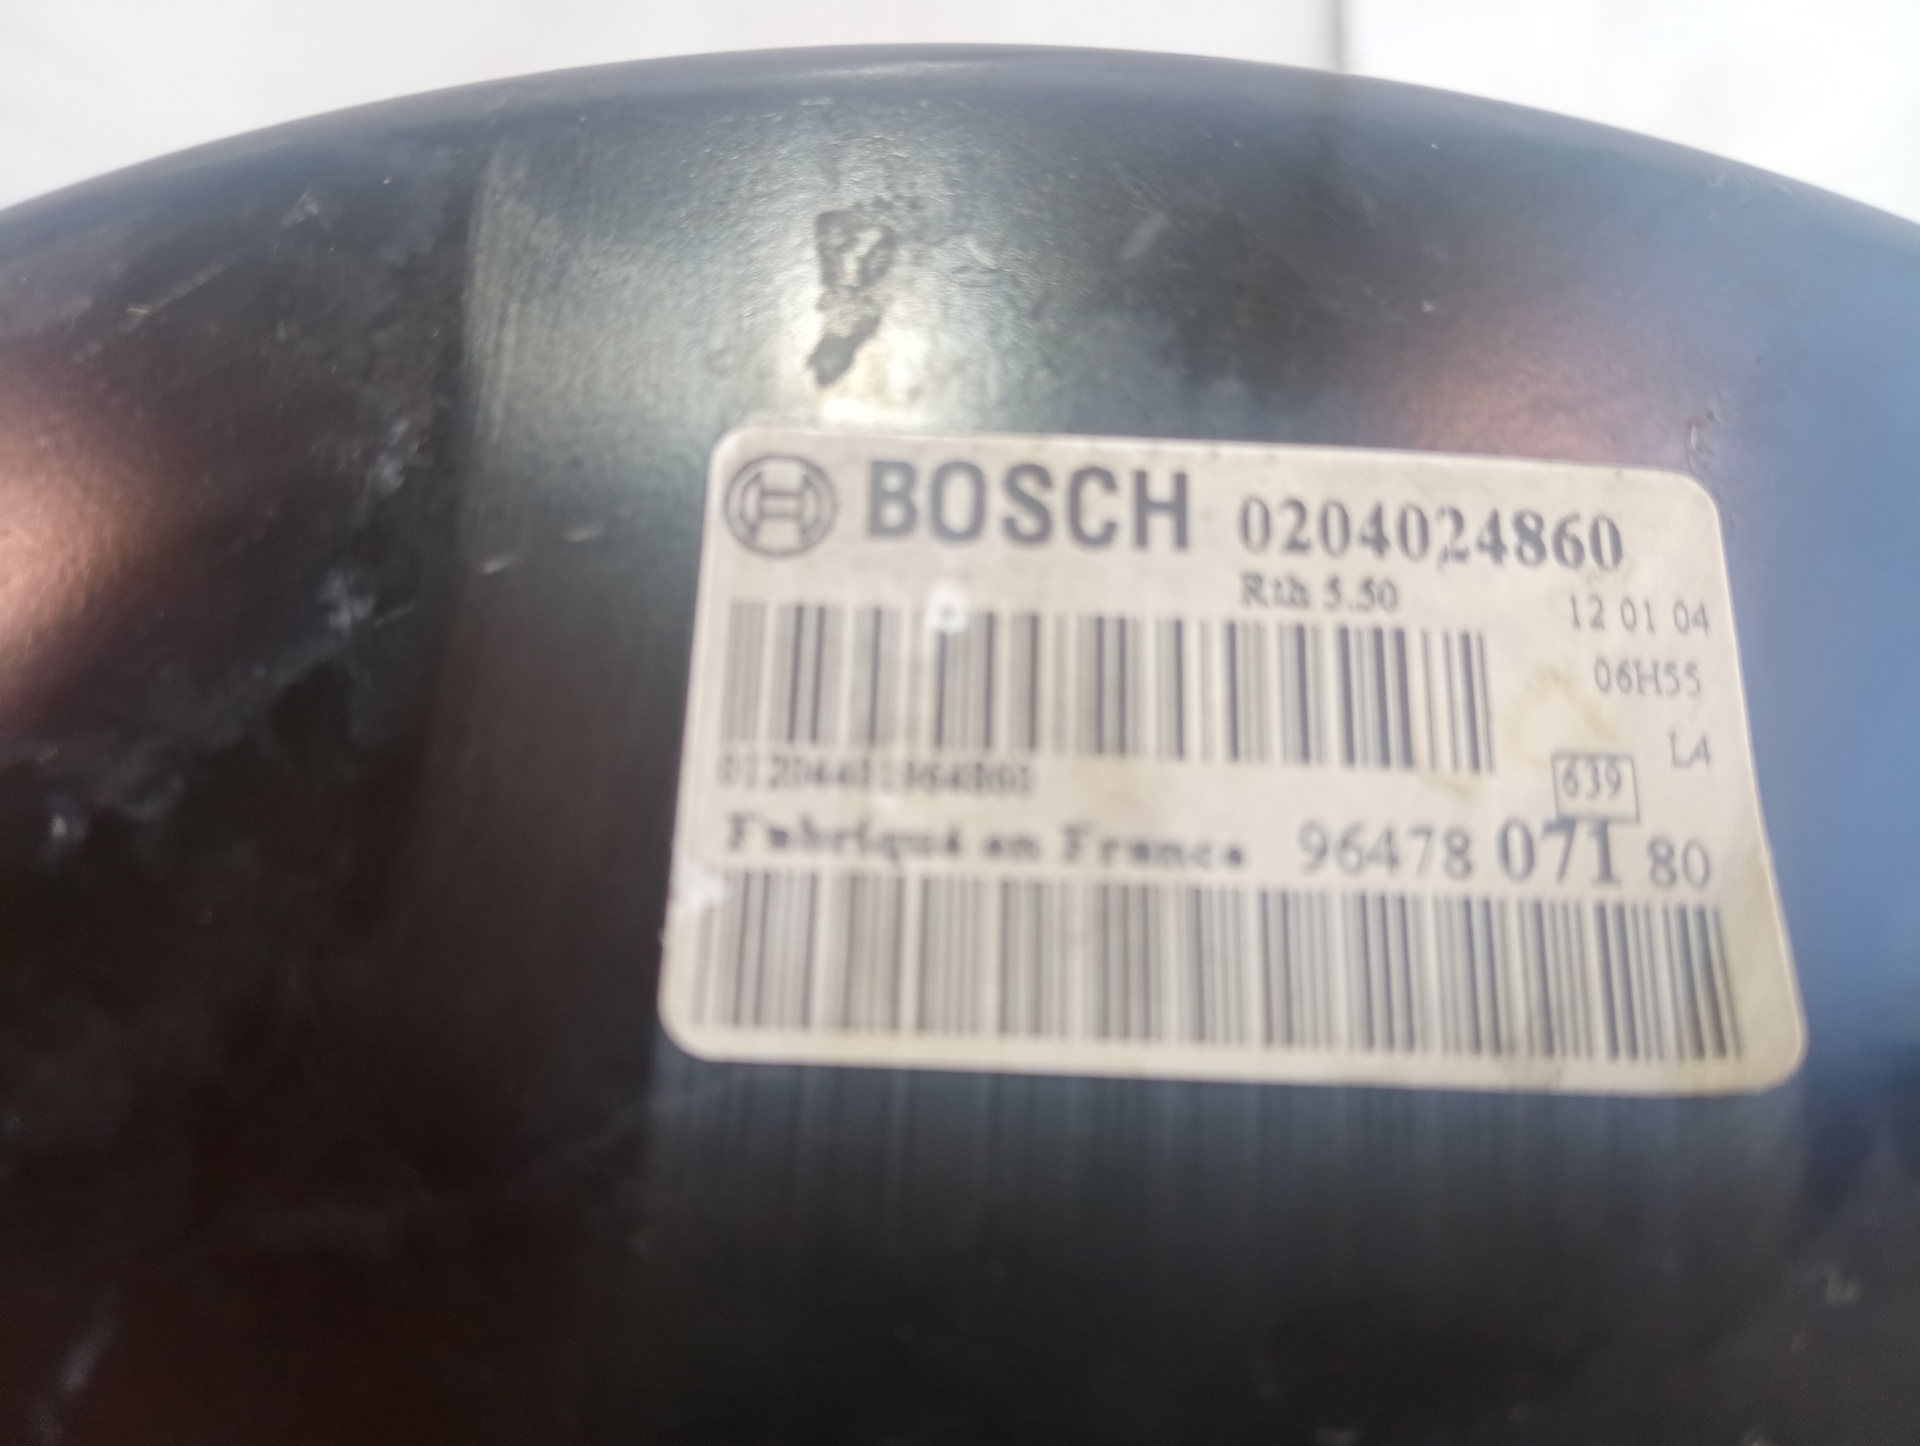 BOSCH 0204024860
Rth 5.50 12 01 04
06H55
L4
639
Fabriqué en France 96478 071 80